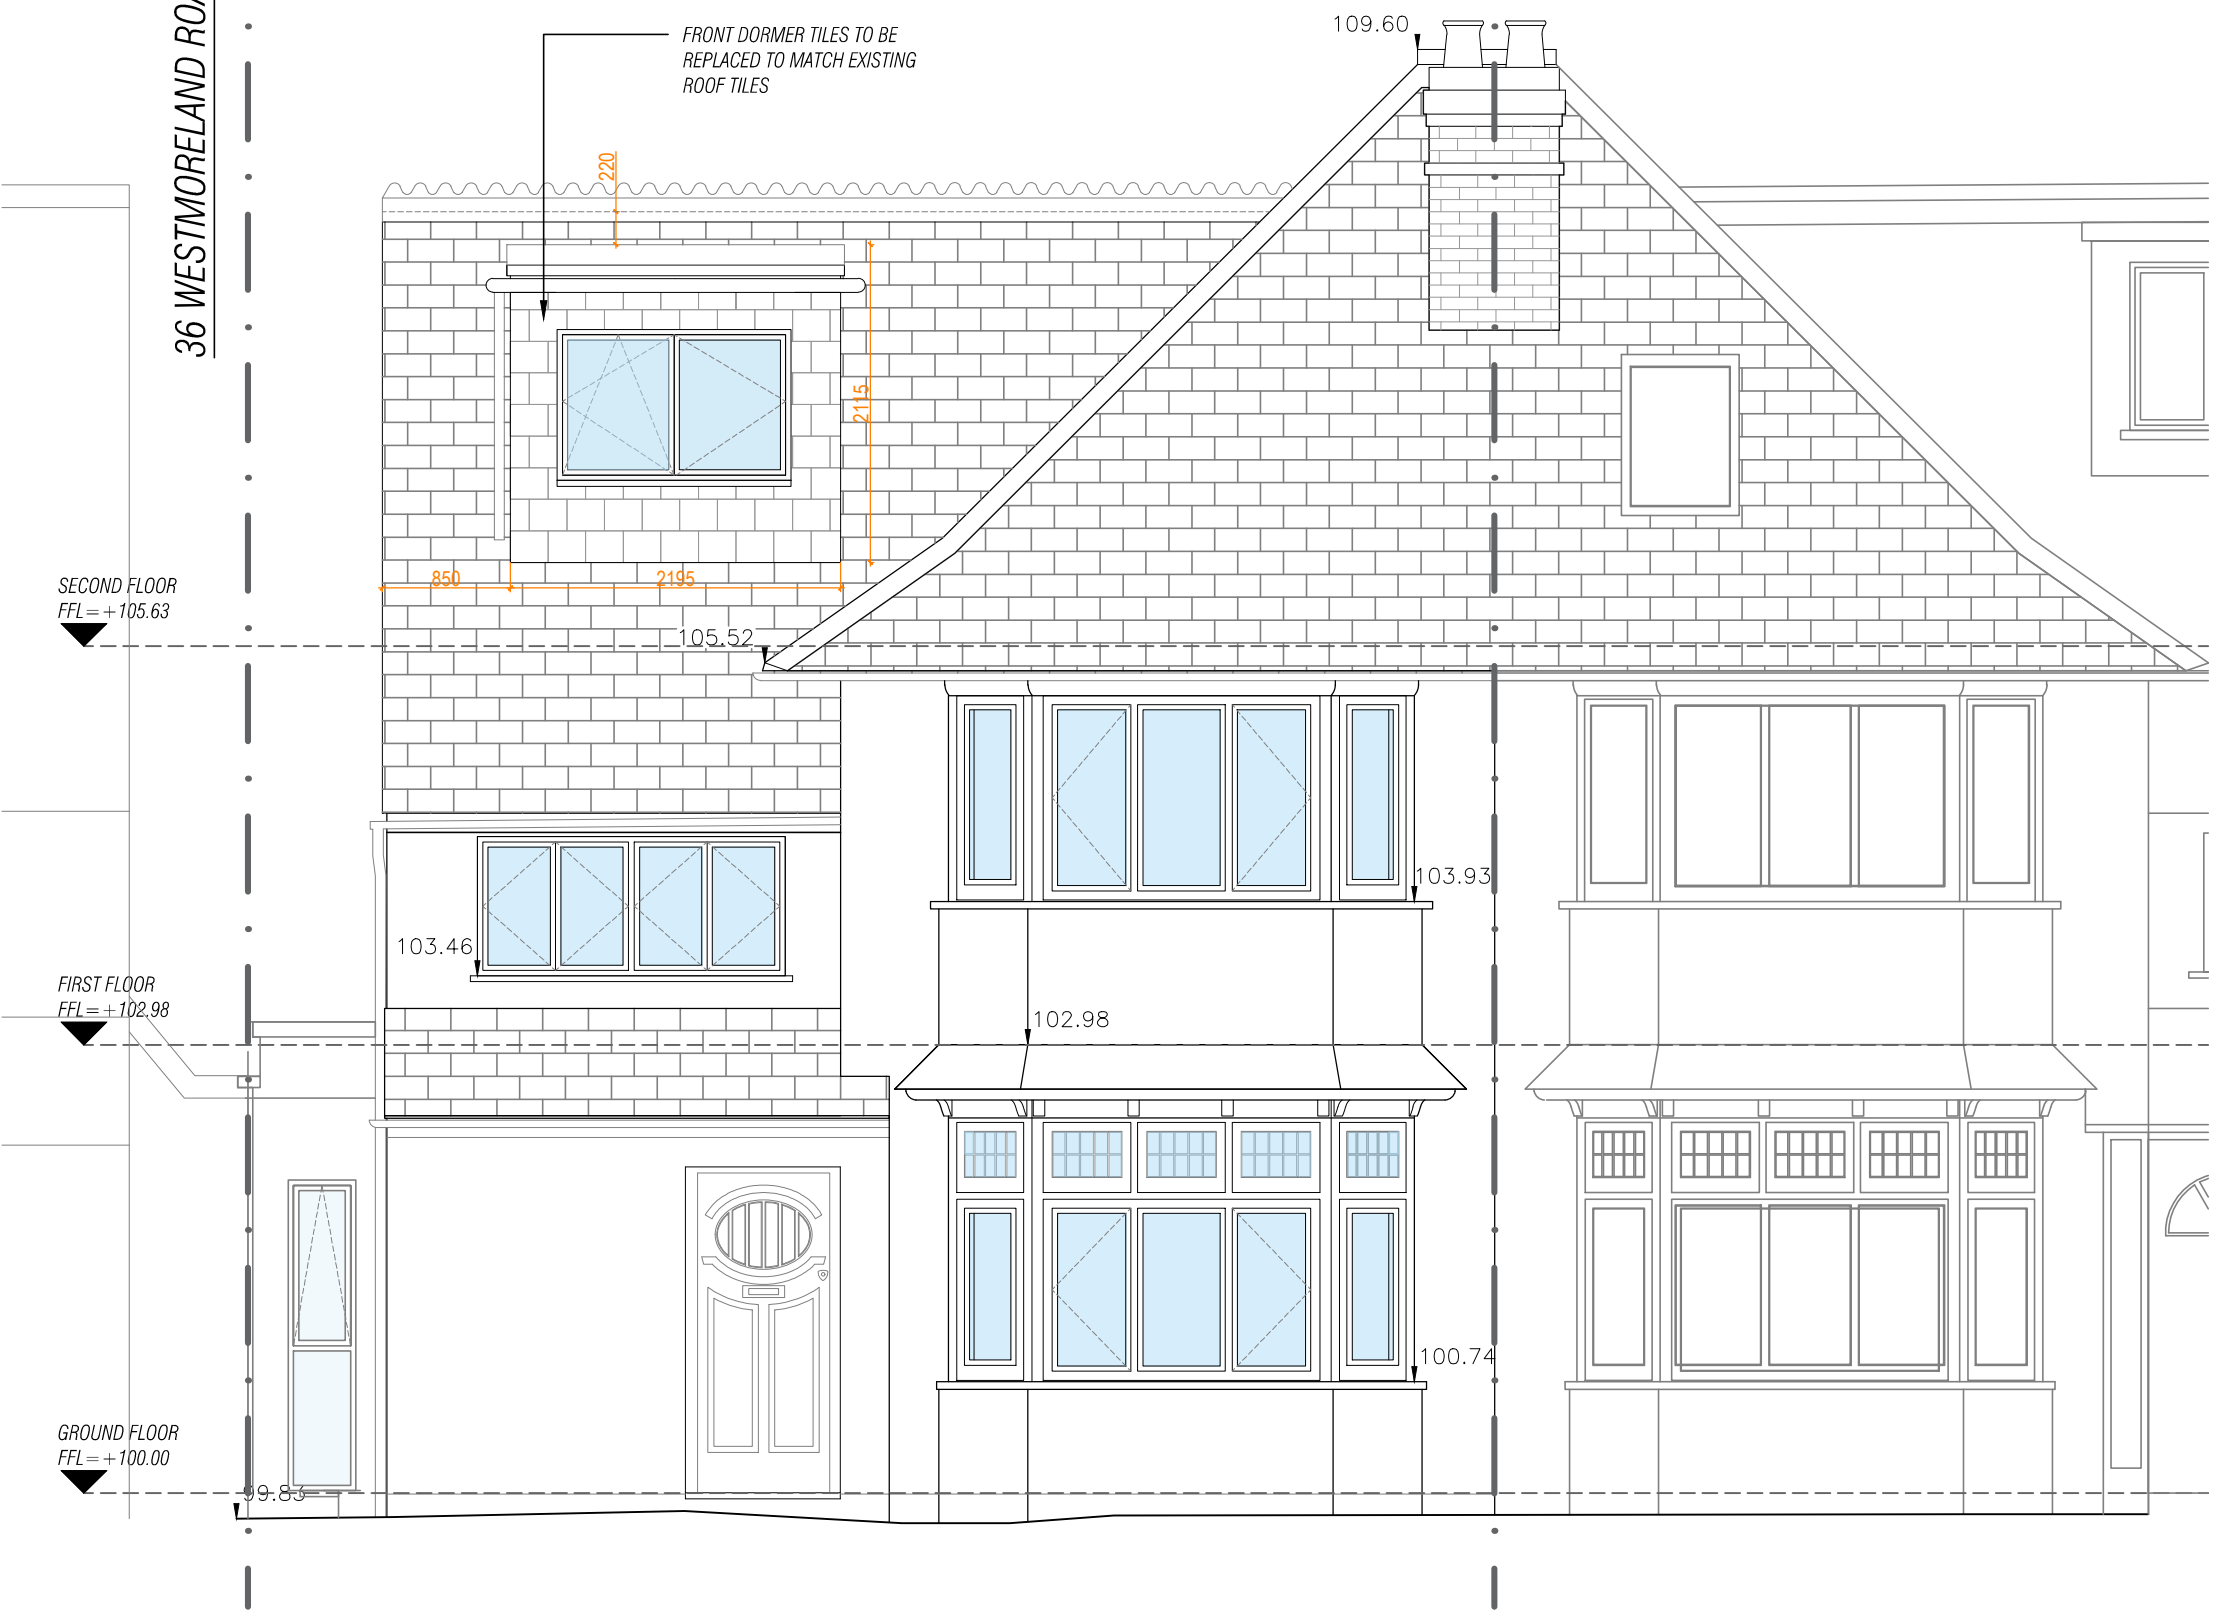 36 WESTMORELAND
FRONT DORMER TILES TO BE
REPLACED TO MATCH EXISTING
ROOF TILES
109.60
220
2115
850
2195
SECOND FLOOR
FFL=+105.63
105.52
103.93
103.46
FIRST FLOOR
FFL=+102.98
102.98
100.74
GROUND FLOOR
FFL=+100.00
99.83